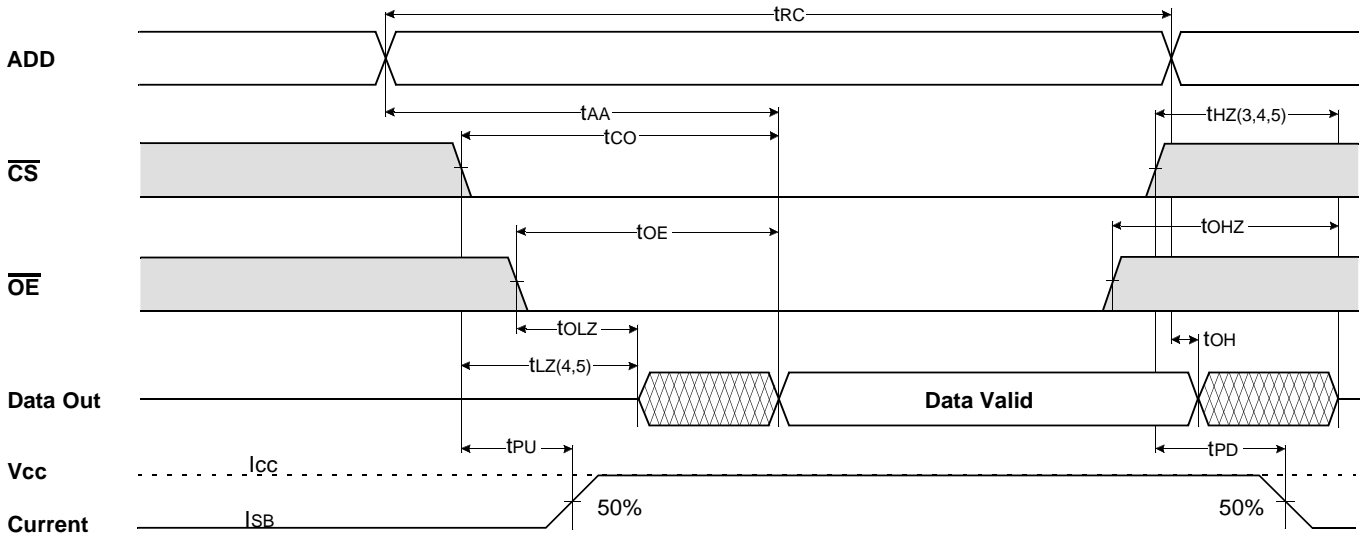 tRC
ADD
tAA
tHZ(3,4,5)
tCO
CS
tOE
tOHZ
OE
tOLZ
tOH
tLZ(4,5)
Data Out
Data Valid
tPU
tPD
Vcc
ICC
50%
50%
Current
ISB